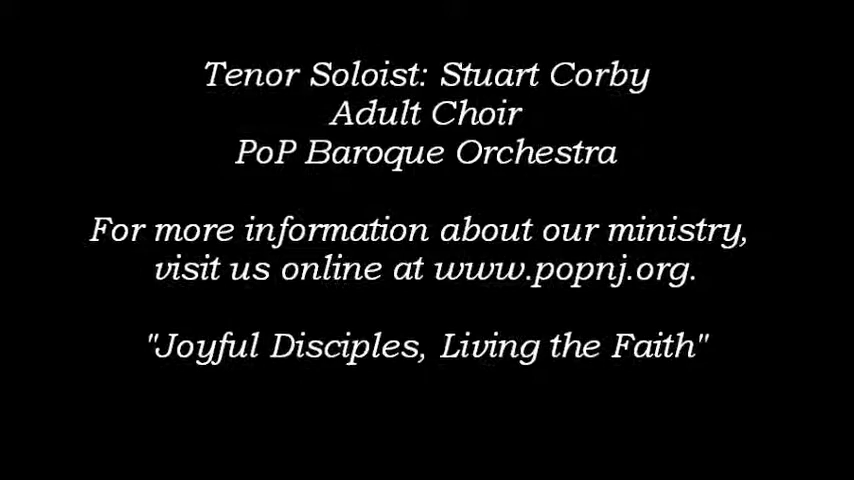 Tenor Soloist: Stuart Corby
Adult Choir
PoP Baroque Orchestra
For more information about our ministry,
visit us online at www.popnj.org.
"Joyful Disciples, Living the Faith"